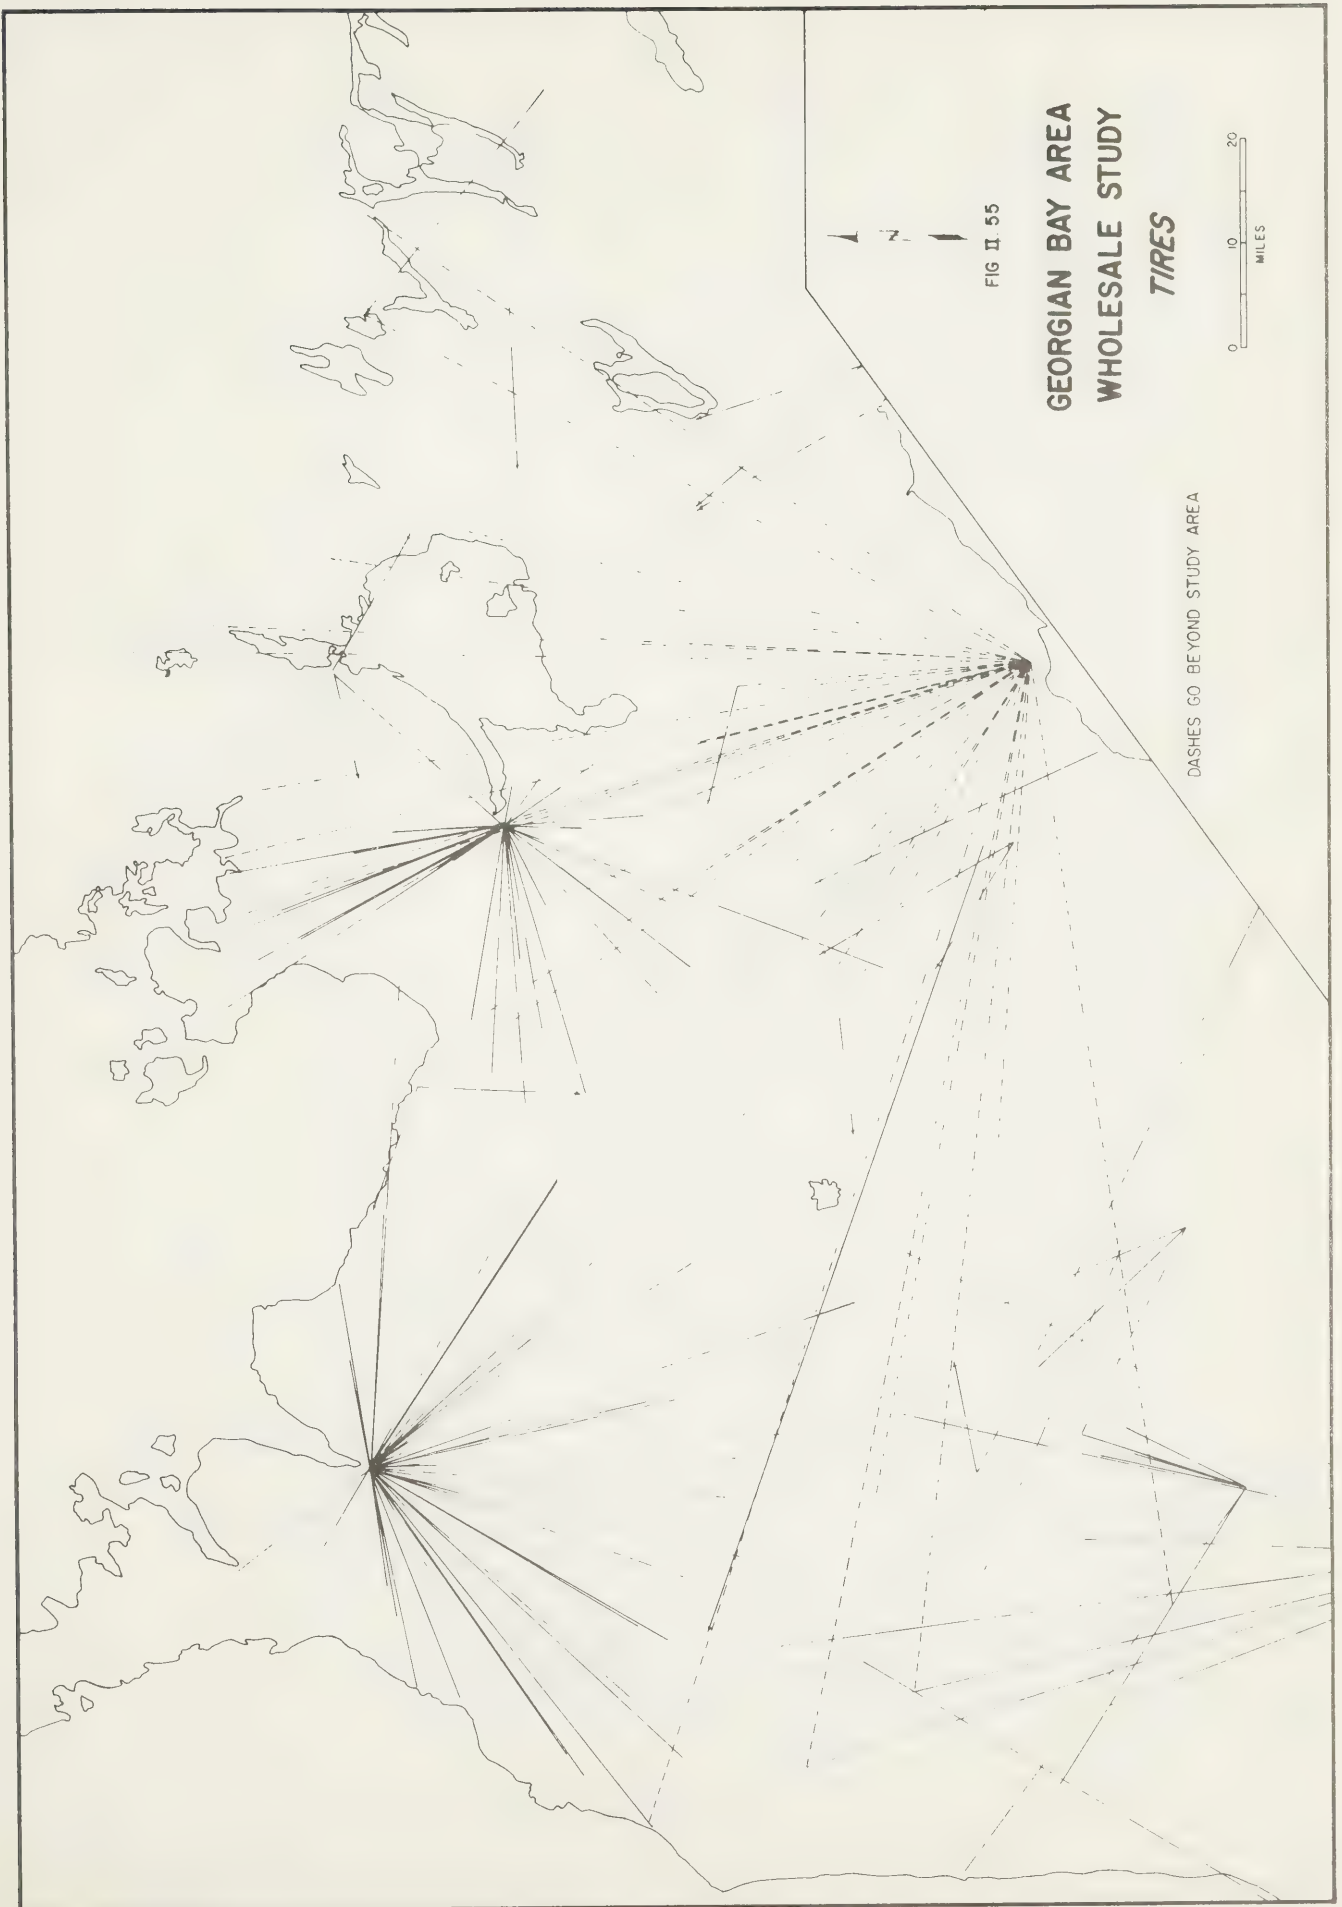 N
FIG II 55
GEORGIAN BAY AREA
WHOLESALE STUDY
TIRES
0 10 20
MILES
DASHES GO BEYOND STUDY AREA